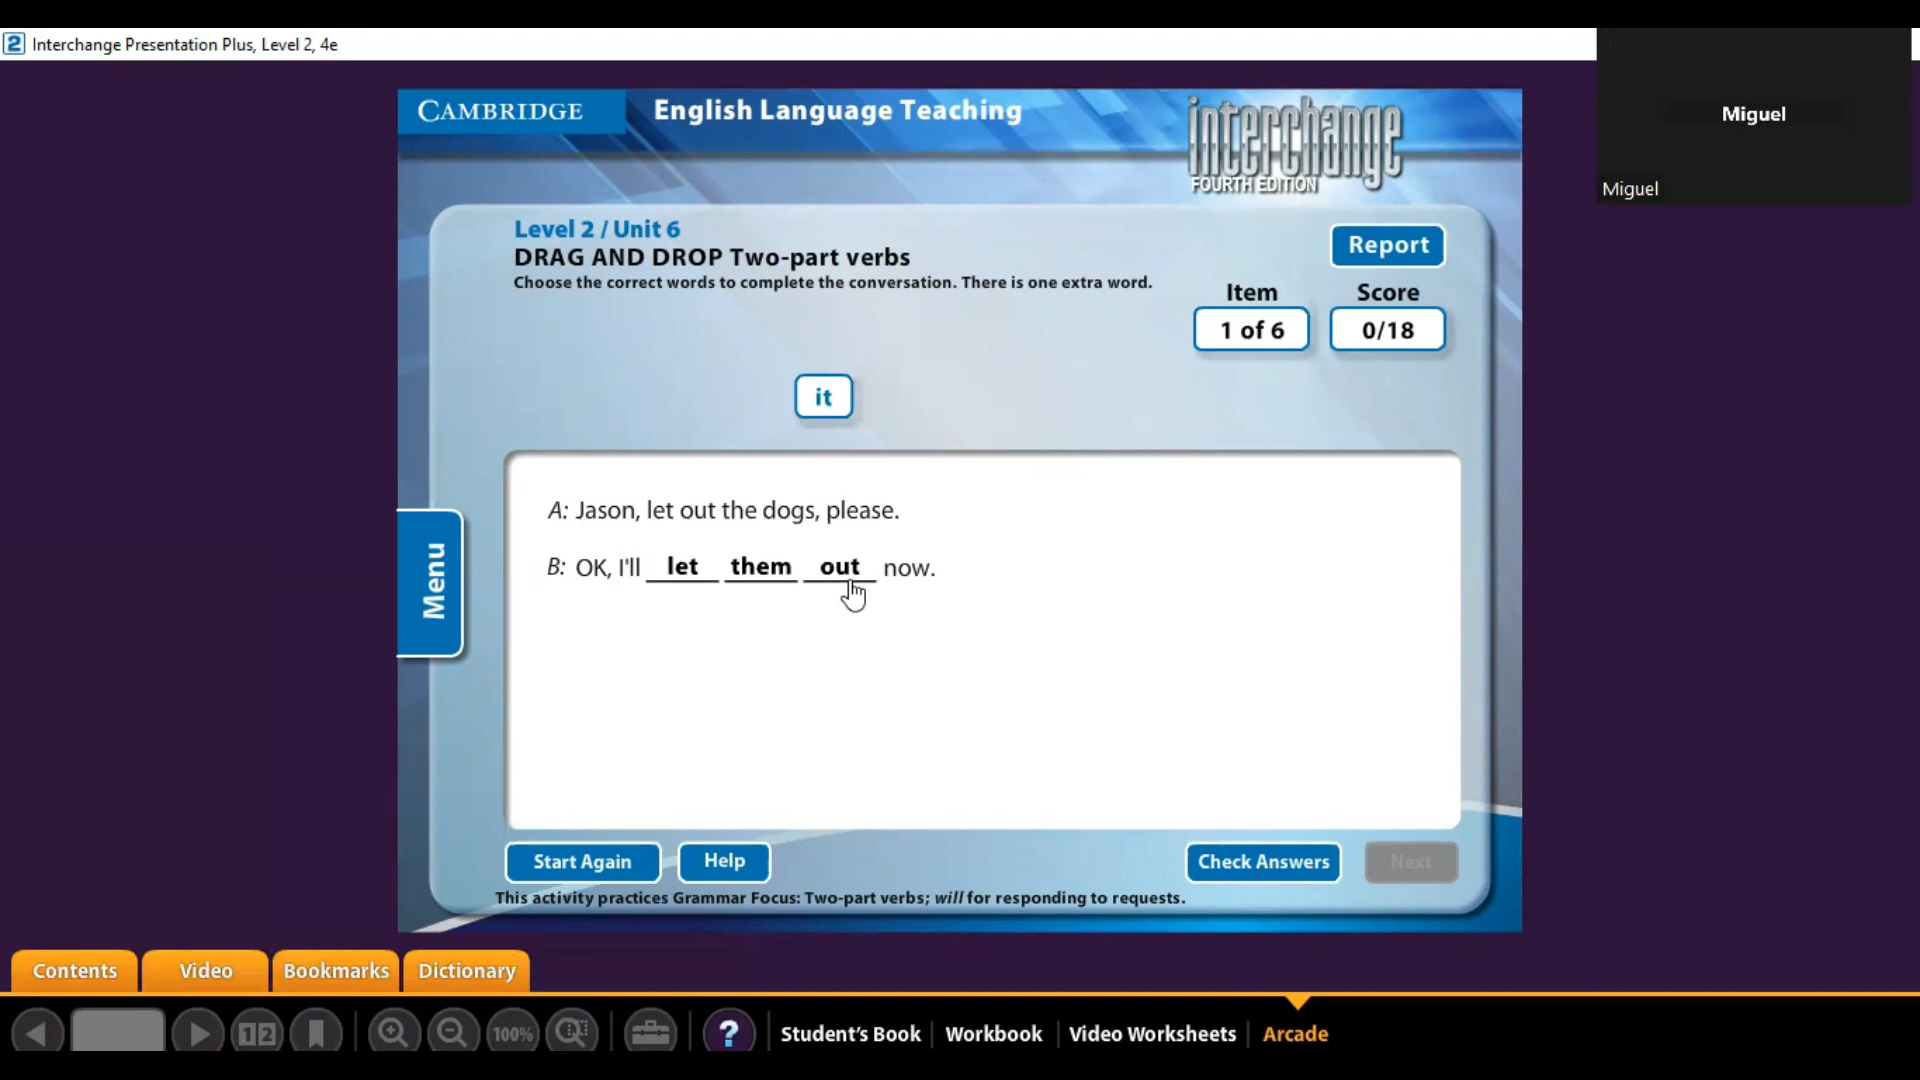 2 Interchange Presentation Plus, Level 2, 4e
Miguel
Miguel
CAMBRIDGE English Language Teaching
interchange
FOURTH EDITION
Level 2 / Unit 6
DRAG AND DROP Two-part verbs
Choose the correct words to complete the conversation. There is one extra word.
Report
Item Score
1 of 6 0/18
it
A: Jason, let out the dogs, please.
B: OK, I'll let them out now.
Menu
Start Again Help Check Answers Next
This activity practices Grammar Focus: Two-part verbs; will for responding to requests.
Contents Video Bookmarks Dictionary
1 2 100% ? Student's Book Workbook Video Worksheets Arcade